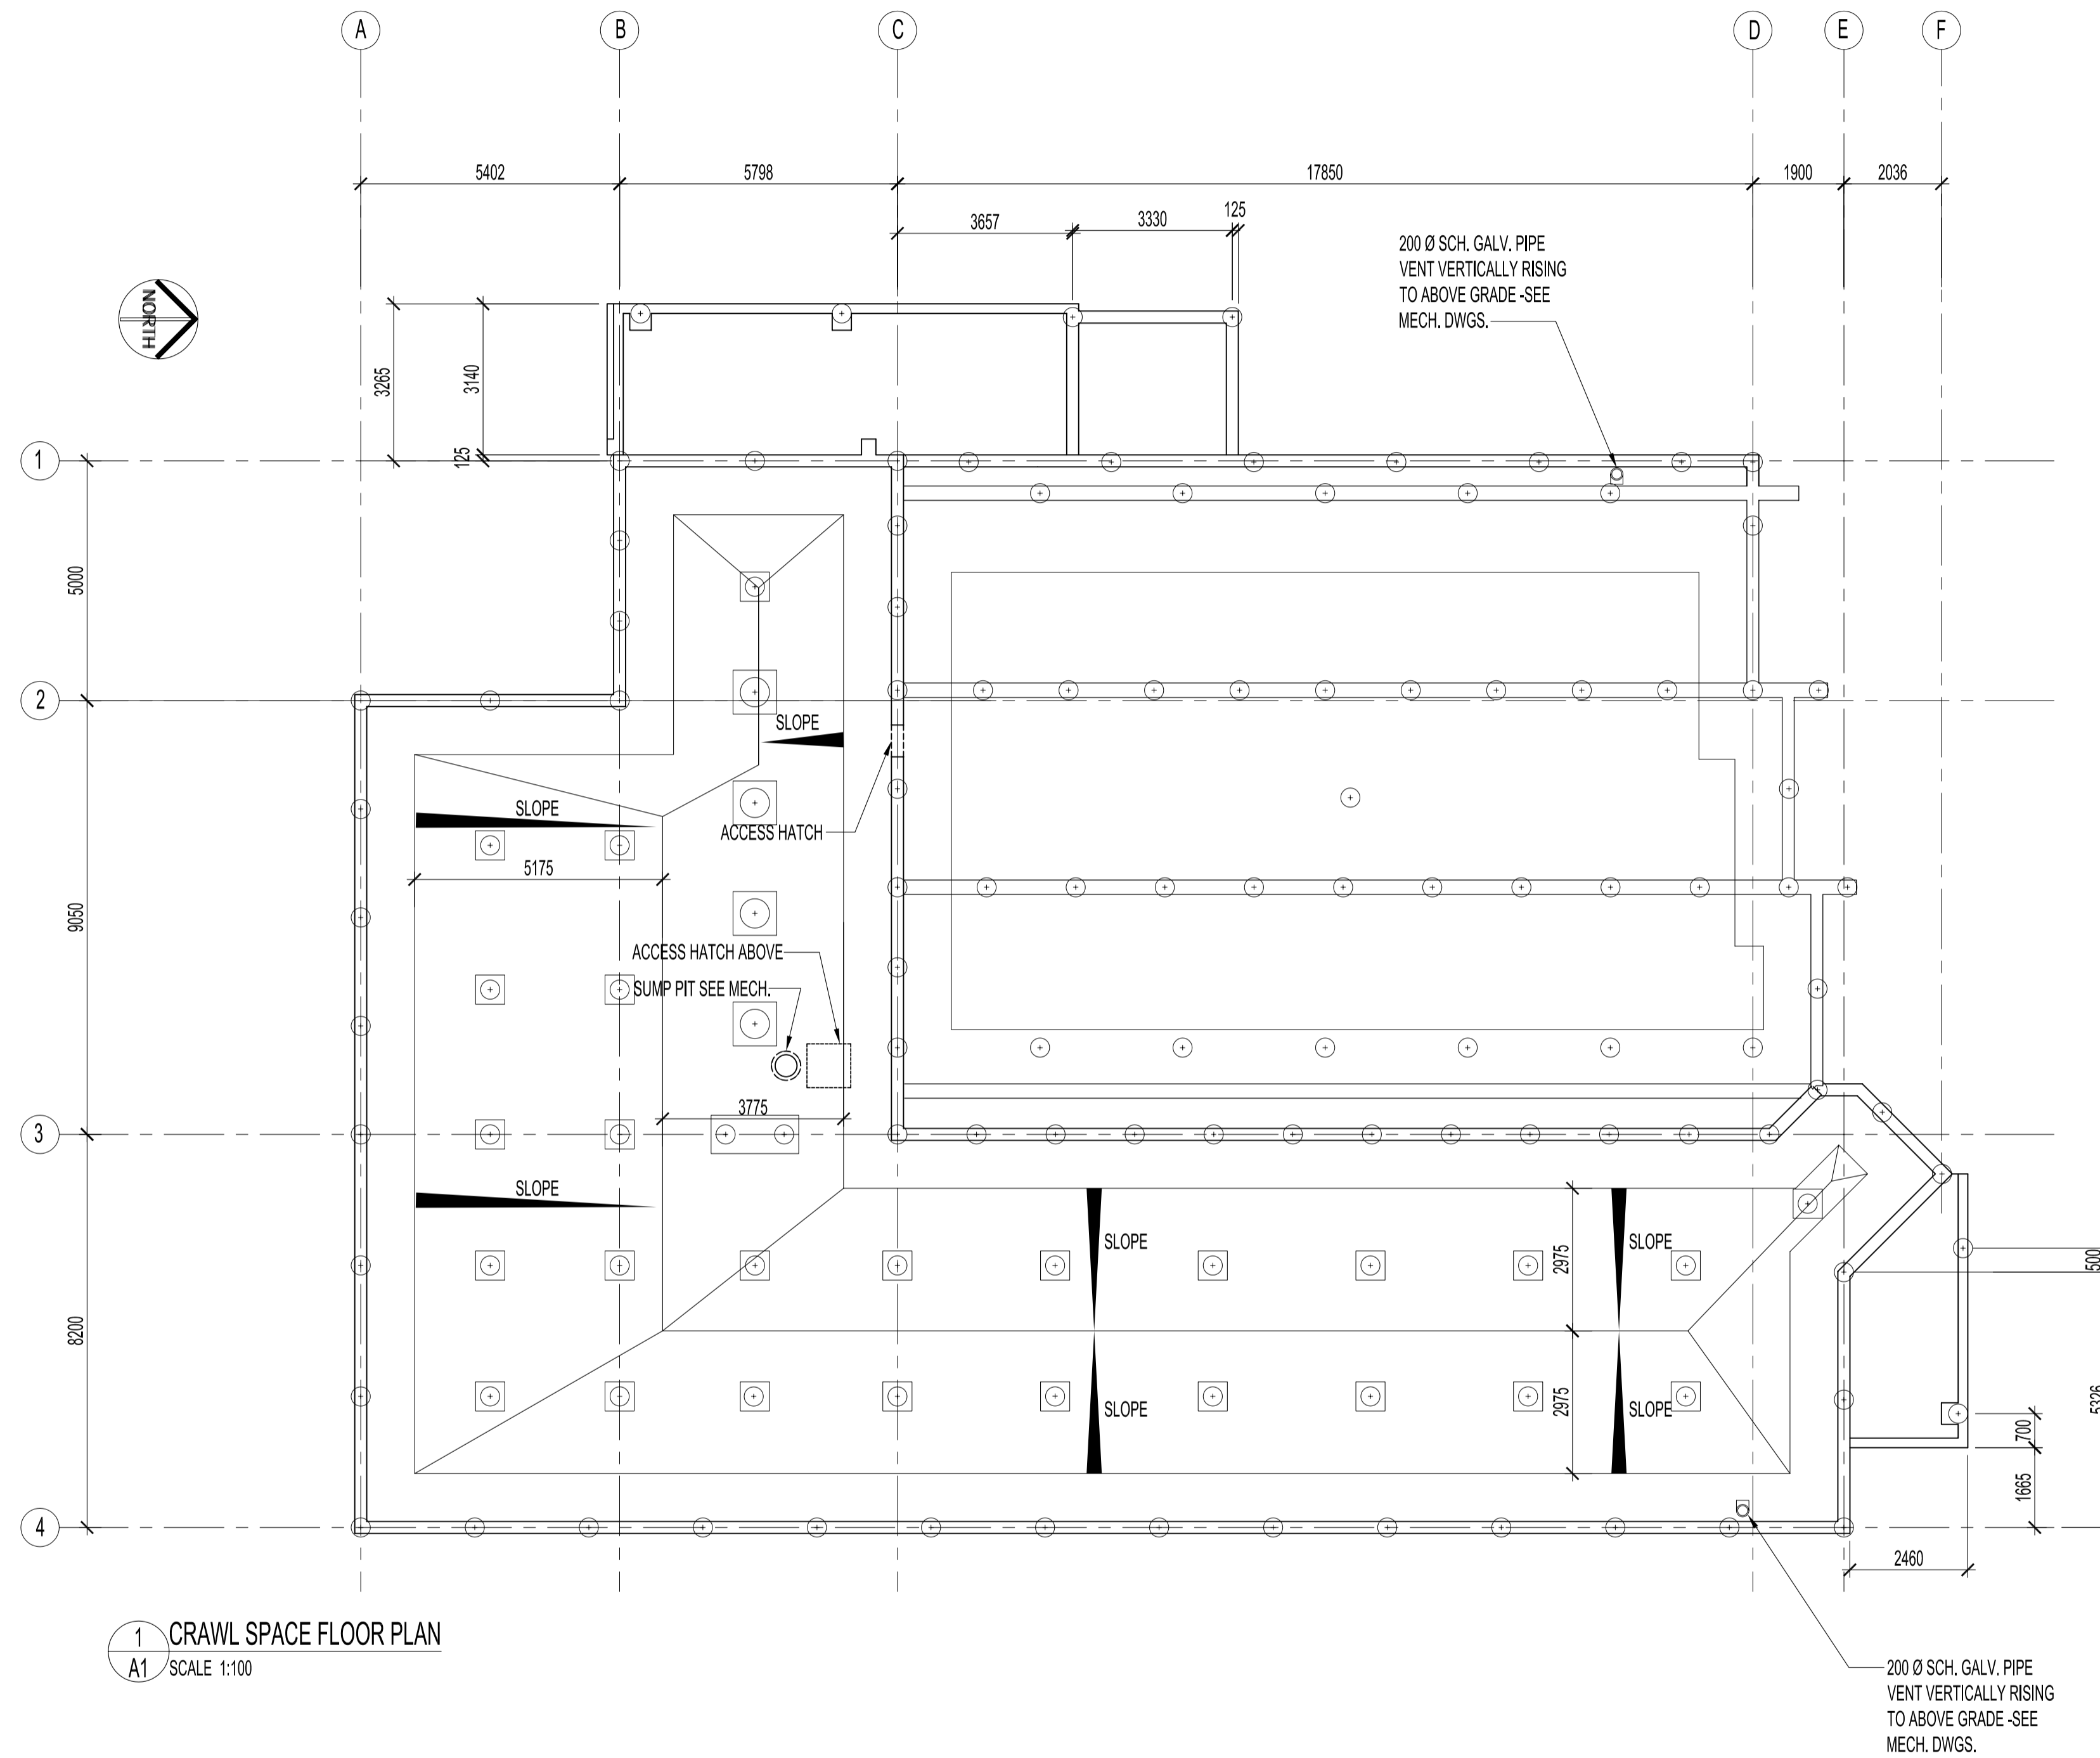 A
B
C
D
E
F
5402
5798
17850
1900
2036
3657
3330
125
200 Ø SCH. GALV. PIPE
VENT VERTICALLY RISING
TO ABOVE GRADE -SEE
MECH. DWGS.
NORTH
3265
3140
125
1
5000
2
SLOPE
SLOPE
ACCESS HATCH
5175
9050
ACCESS HATCH ABOVE
SUMP PIT SEE MECH.
3775
3
SLOPE
SLOPE
SLOPE
2975
500
8200
SLOPE
SLOPE
2975
5326
700
1665
4
2460
1
A1
CRAWL SPACE FLOOR PLAN
SCALE 1:100
200 Ø SCH. GALV. PIPE
VENT VERTICALLY RISING
TO ABOVE GRADE -SEE
MECH. DWGS.